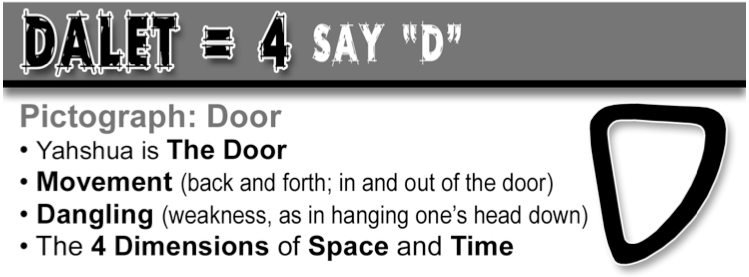 DALET = 4 SAY "D"
Pictograph: Door
• Yahshua is The Door
• Movement (back and forth; in and out of the door)
• Dangling (weakness, as in hanging one's head down)
• The 4 Dimensions of Space and Time